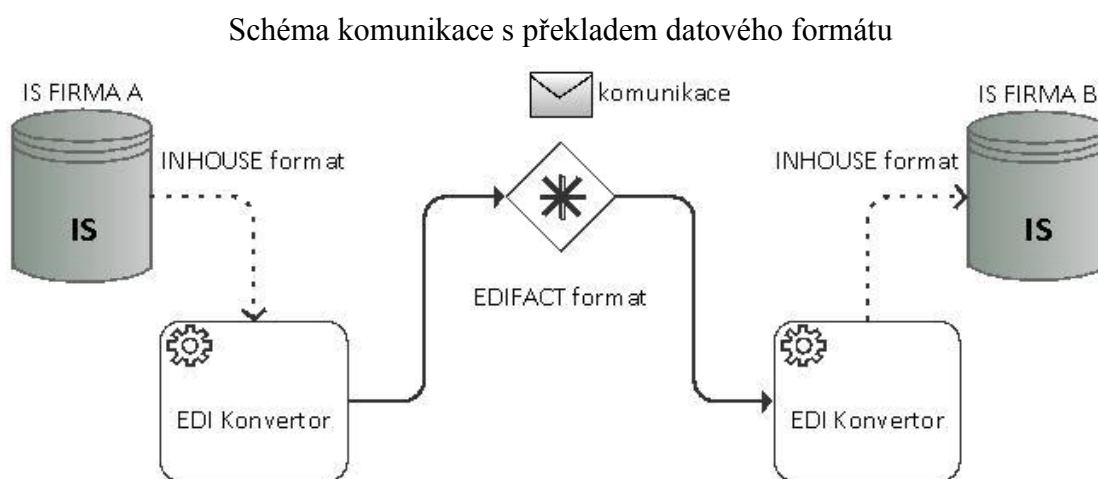 Schéma komunikace s překladem datového formátu
IS FIRMA A
komunikace
IS FIRMA B
INHOUSE format
INHOUSE format
IS
IS
EDIFACT format
EDI Konvertor
EDI Konvertor